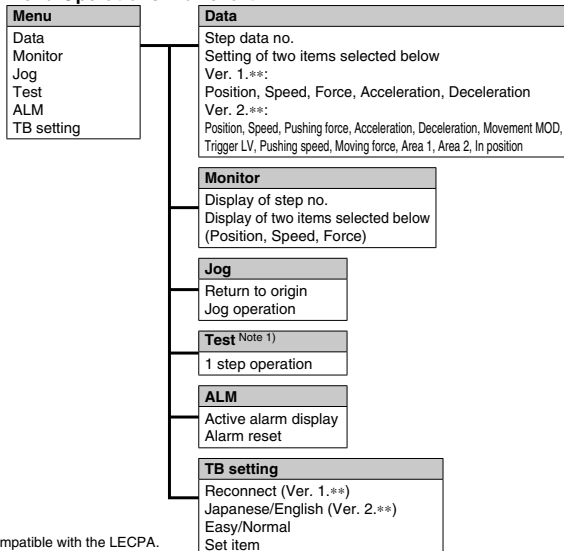 Menu
Data
Monitor
Jog
Test
ALM
TB setting
Data
Step data no.
Setting of two items selected below
Ver. 1.**:
Position, Speed, Force, Acceleration, Deceleration
Ver. 2.**:
Position, Speed, Pushing force, Acceleration, Deceleration, Movement MOD,
Trigger LV, Pushing speed, Moving force, Area 1, Area 2, In position
Monitor
Display of step no.
Display of two items selected below
(Position, Speed, Force)
Jog
Return to origin
Jog operation
Test Note 1)
1 step operation
ALM
Active alarm display
Alarm reset
TB setting
Reconnect (Ver. 1.**)
Japanese/English (Ver. 2.**)
Easy/Normal
Set item
mpatible with the LECPA.